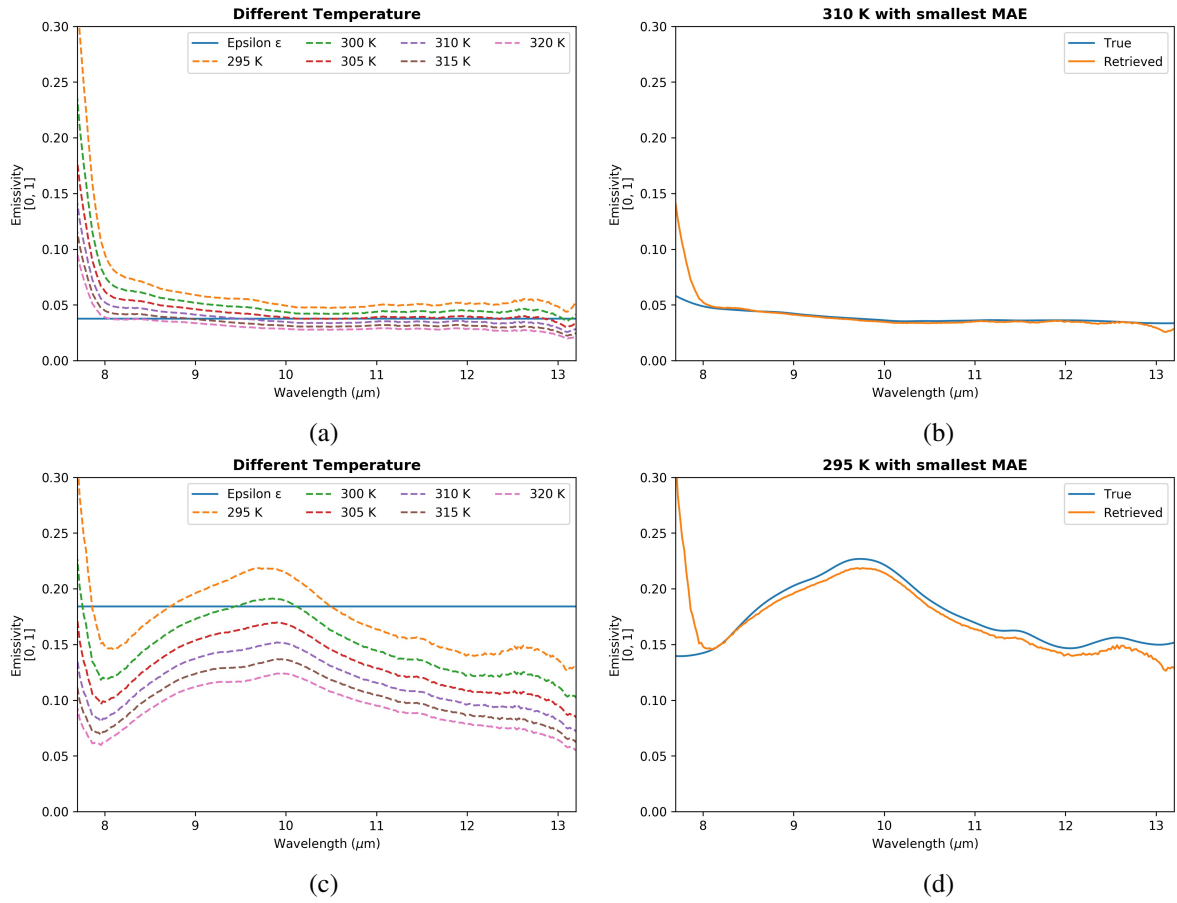 Different Temperature
Epsilon ε
295 K
300 K
305 K
310 K
315 K
320 K
0.30
0.25
0.20
0.15
0.10
0.05
0.00
Emissivity
[0, 1]
8 9 10 11 12 13
Wavelength (μm)
(a)
310 K with smallest MAE
True
Retrieved
0.30
0.25
0.20
0.15
0.10
0.05
0.00
Emissivity
[0, 1]
8 9 10 11 12 13
Wavelength (μm)
(b)
Different Temperature
Epsilon ε
295 K
300 K
305 K
310 K
315 K
320 K
0.30
0.25
0.20
0.15
0.10
0.05
0.00
Emissivity
[0, 1]
8 9 10 11 12 13
Wavelength (μm)
(c)
295 K with smallest MAE
True
Retrieved
0.30
0.25
0.20
0.15
0.10
0.05
0.00
Emissivity
[0, 1]
8 9 10 11 12 13
Wavelength (μm)
(d)